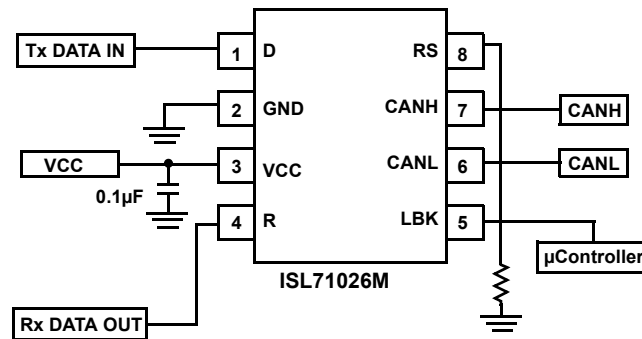 Tx DATA IN
1
D
RS
8
2
GND
CANH
7
CANH
VCC
3
VCC
CANL
6
CANL
0.1µF
4
R
LBK
5
µController
ISL71026M
Rx DATA OUT